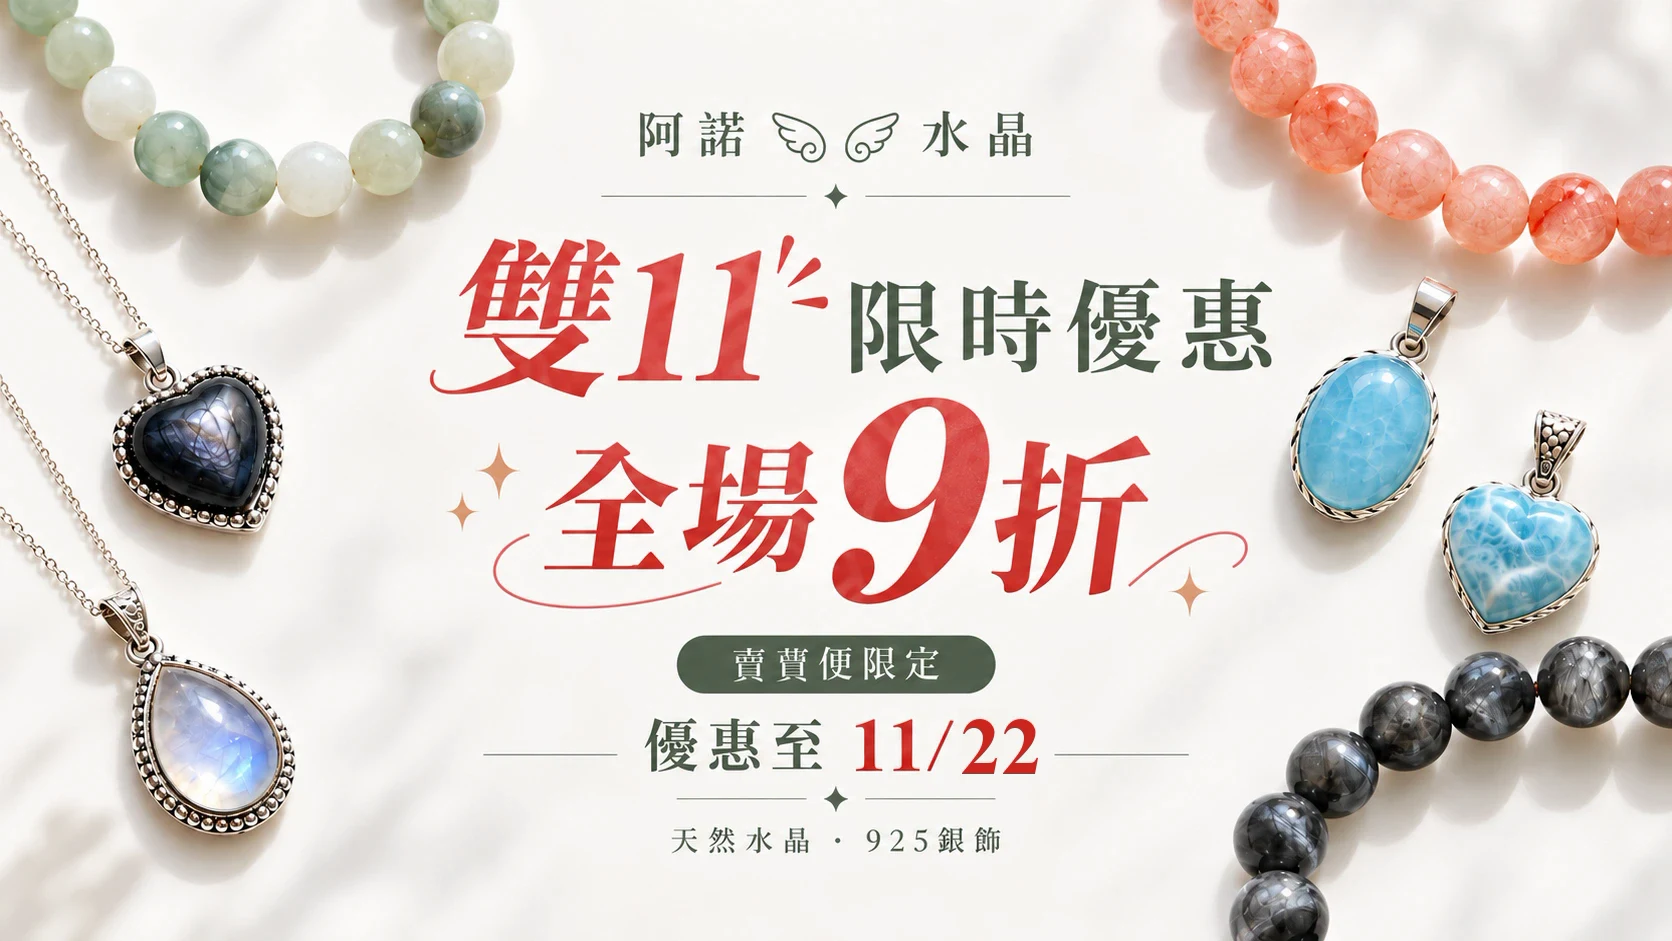 阿諾水晶
雙11限時優惠
全場9折
賣蕒便限定
優惠至 11/22
天然水晶・925銀飾